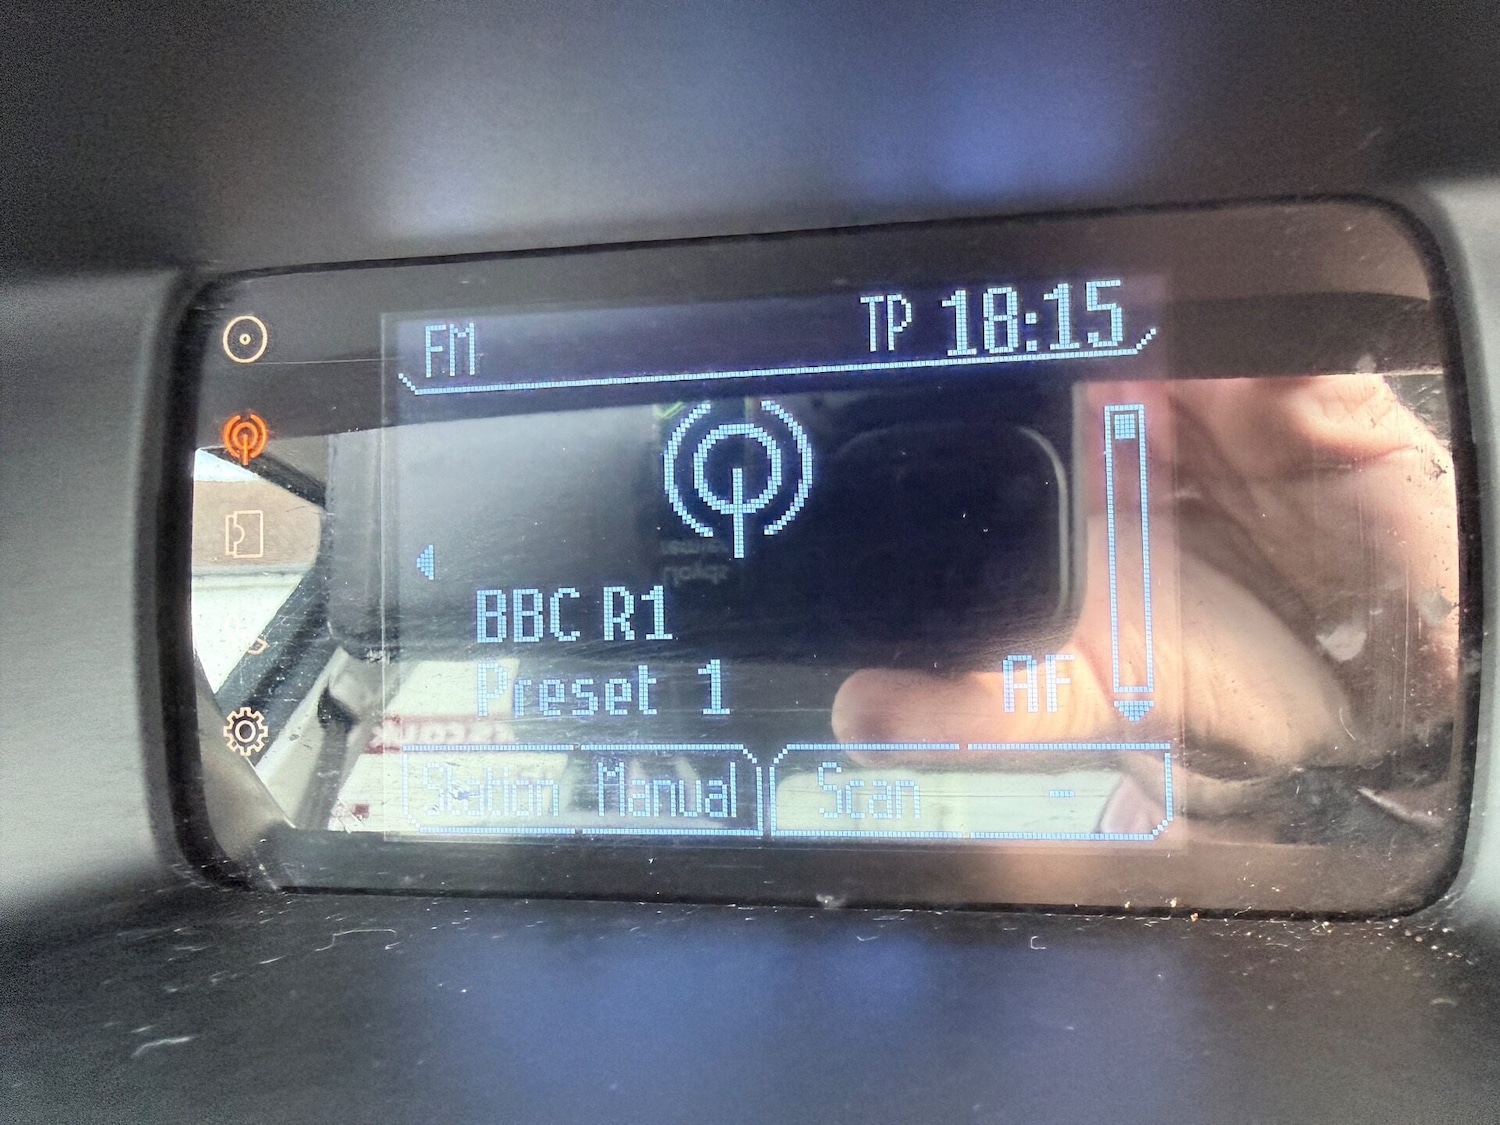 FM TP 18:15
BBC R1
Preset 1 AF
Station Manual Scan -